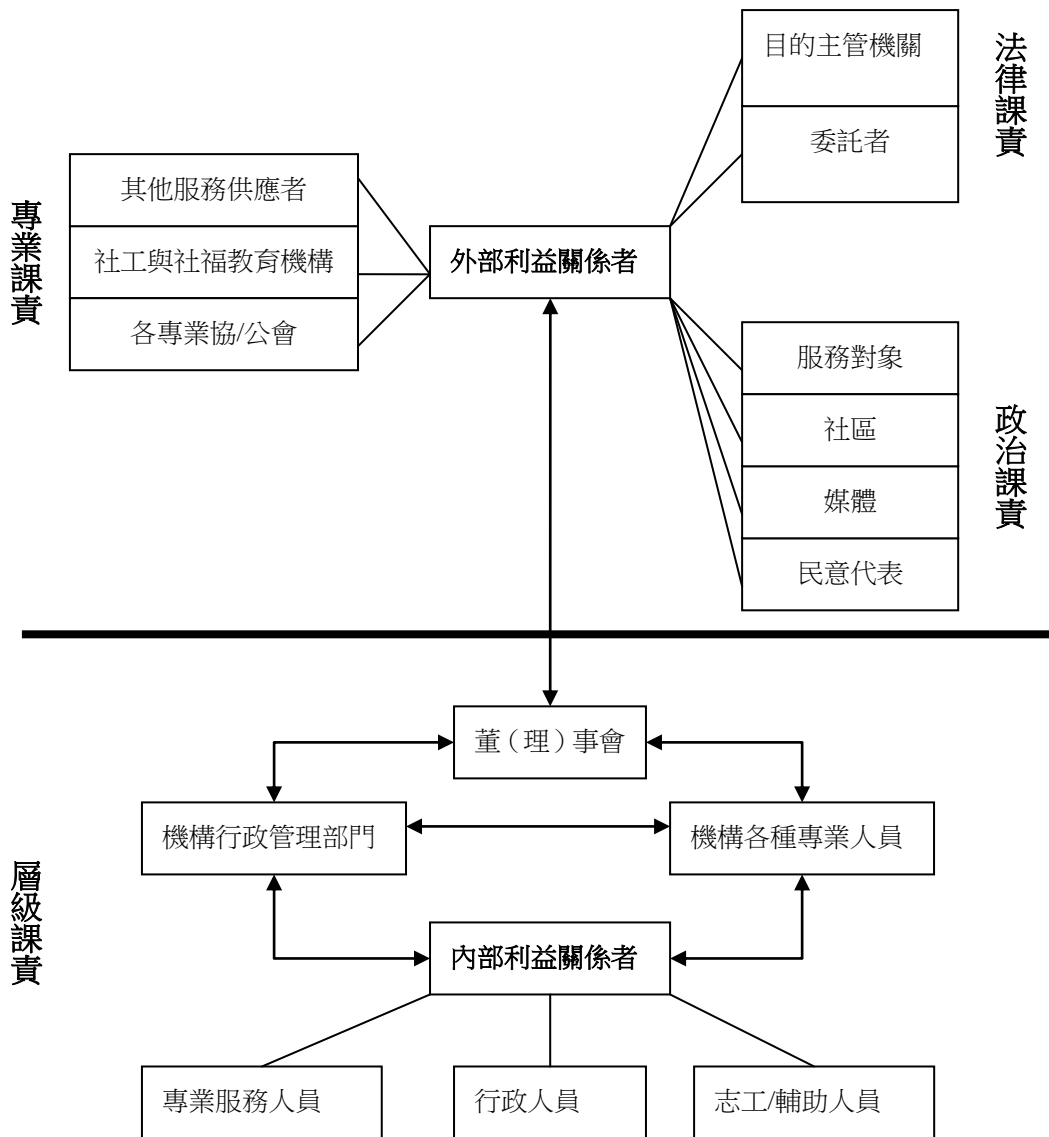 目的主管機關
委託者
法律課責
其他服務供應者
社工與社福教育機構
各專業協/公會
專業課責
外部利益關係者
服務對象
社區
媒體
民意代表
政治課責
董（理）事會
機構行政管理部門
機構各種專業人員
層級課責
內部利益關係者
專業服務人員
行政人員
志工/輔助人員